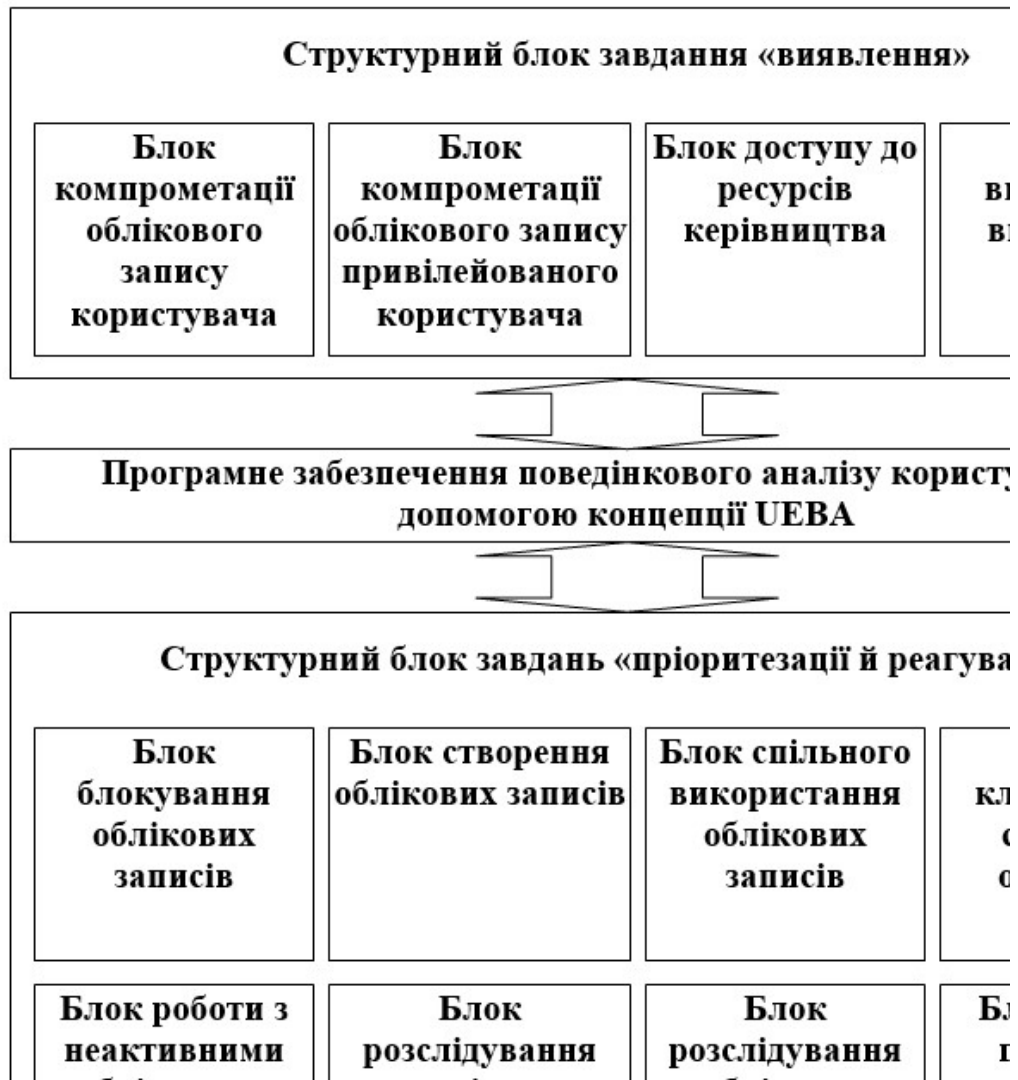 Структурний блок завдання «виявлення»
Блок
компрометації
облікового
запису
користувача
Блок
компрометації
облікового запису
привілейованого
користувача
Блок доступу до
ресурсів
керівництва
Програмне забезпечення поведінкового аналізу
допомогою концепції UEBA
Структурний блок завдань «пріоритезації й
Блок
блокування
облікових
записів
Блок створення
облікових записів
Блок спільного
використання
облікових
записів
Блок роботи з
неактивними
Блок
розслідування
Блок
розслідування